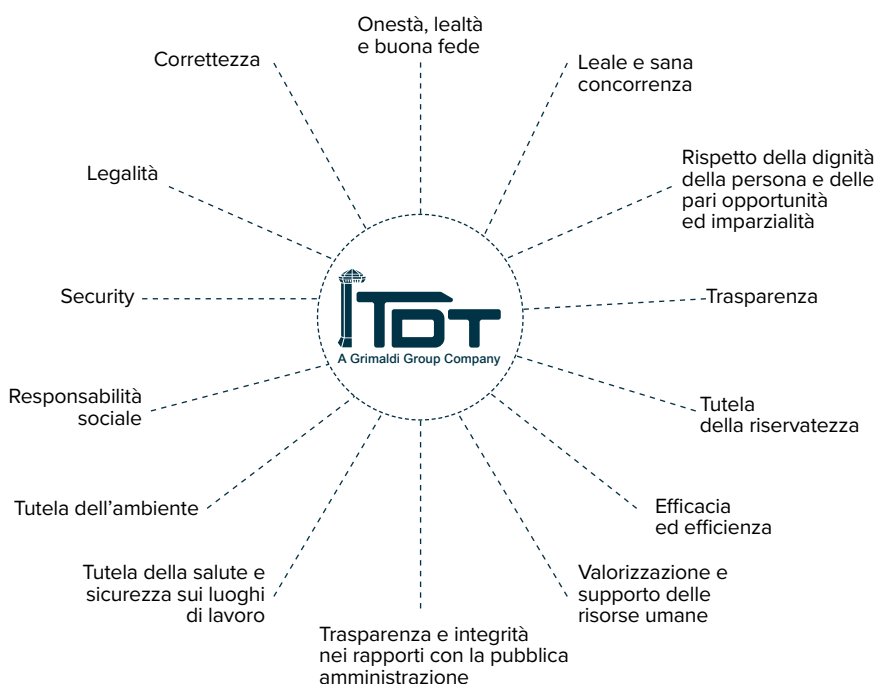 Onestà, lealtà
e buona fede
Leale e sana
concorrenza
Rispetto della dignità
della persona e delle
pari opportunità
ed imparzialità
Trasparenza
Tutela
della riservatezza
Efficacia
ed efficienza
Valorizzazione e
supporto delle
risorse umane
Trasparenza e integrità
nei rapporti con la pubblica
amministrazione
Tutela della salute e
sicurezza sui luoghi
di lavoro
Tutela dell’ambiente
Responsabilità
sociale
Security
Legalità
Correttezza
TDT
A Grimaldi Group Company